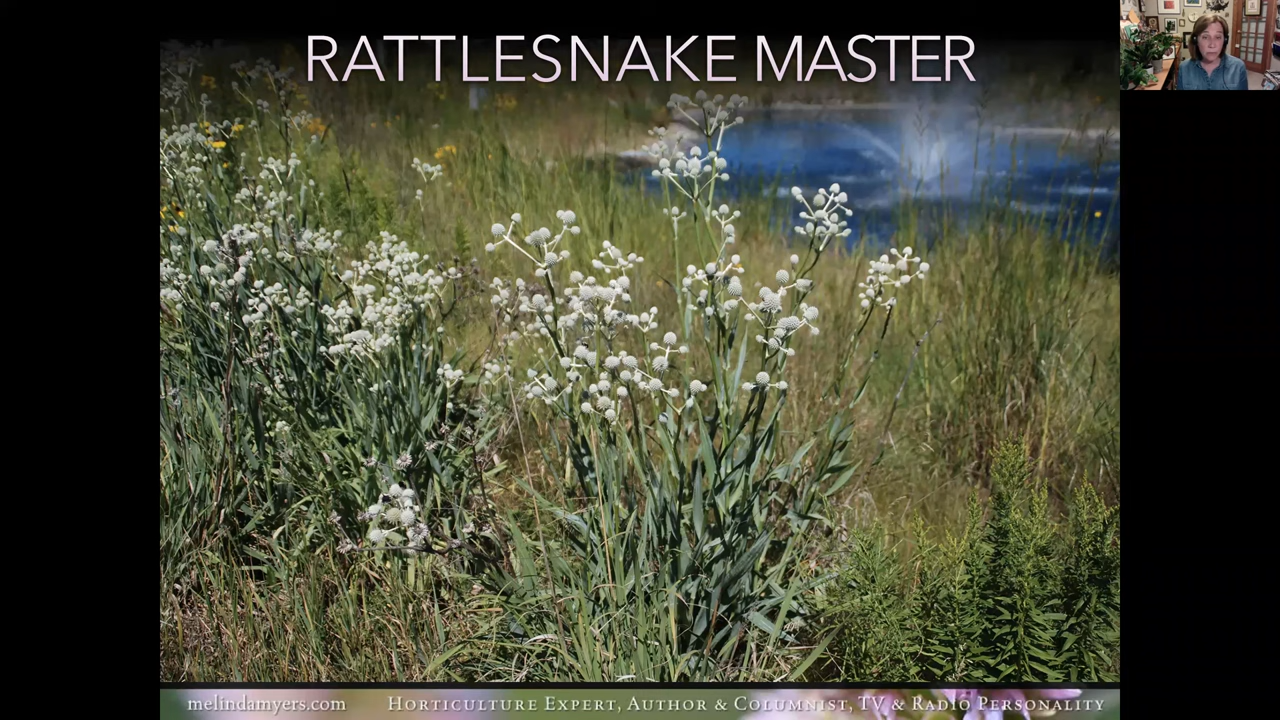 RATTLESNAKE MASTER
melindamyers.com HORTICULTURE EXPERT, AUTHOR & COLUMNIST, TV & RADIO PERSONALITY